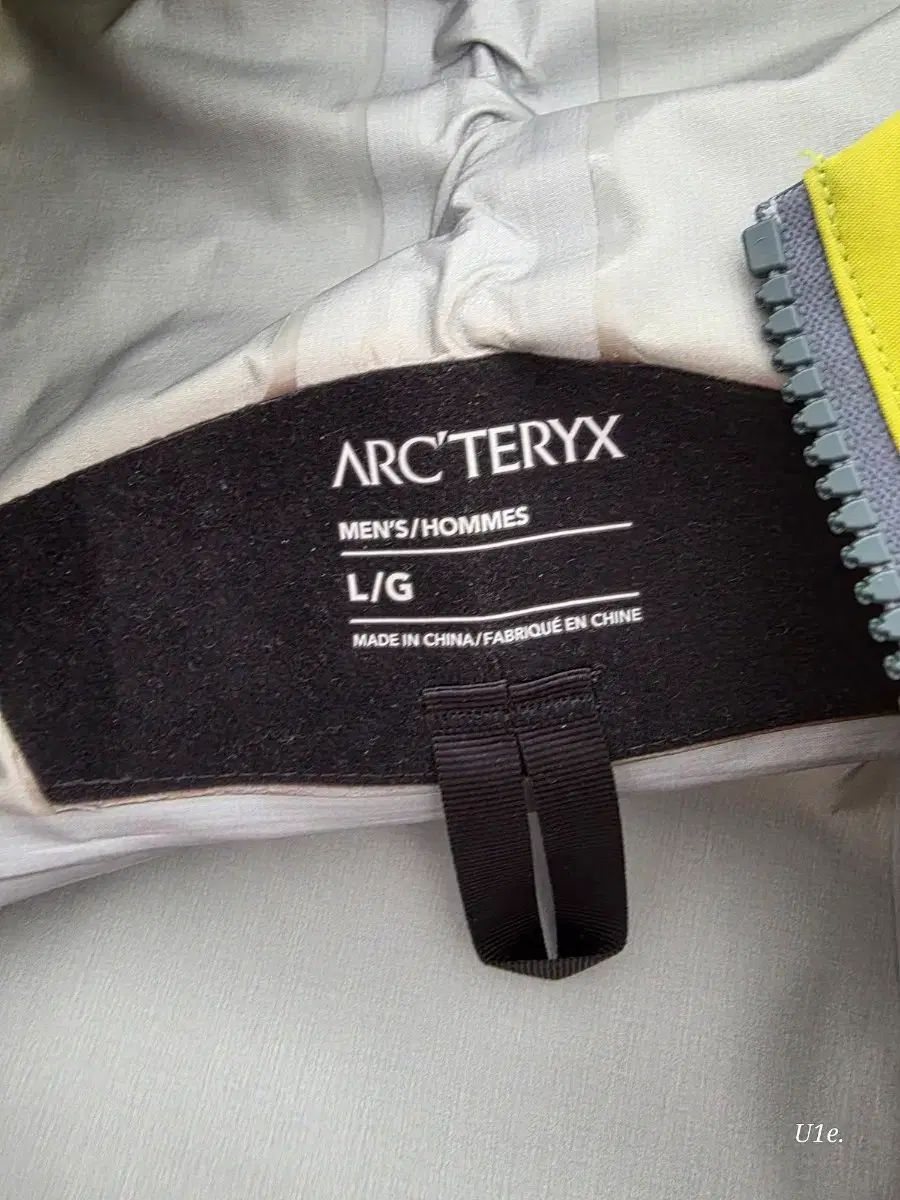 ARC'TERYX
MEN'S/HOMMES
L/G
MADE IN CHINA/FABRIQUÉ EN CHINE
U1e.